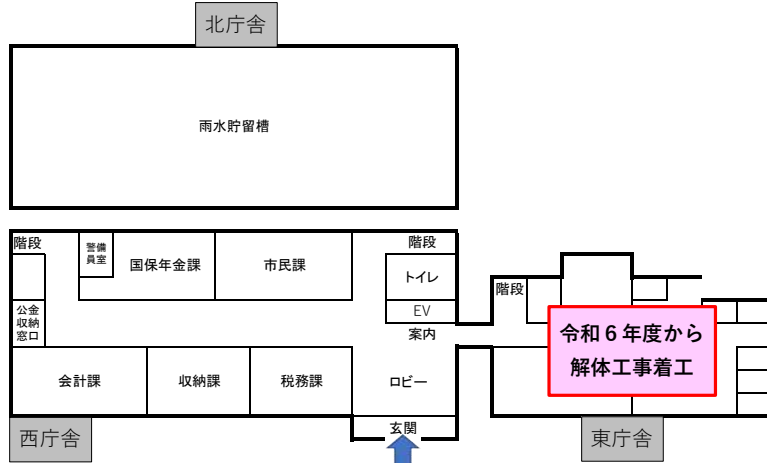 北庁舎
雨水貯留槽
階段
警備
員室
国保年金課
市民課
階段
トイレ
EV
案内
公金
収納
窓口
会計課
収納課
税務課
ロビー
玄関
西庁舎
階段
令和６年度から
解体工事着工
東庁舎